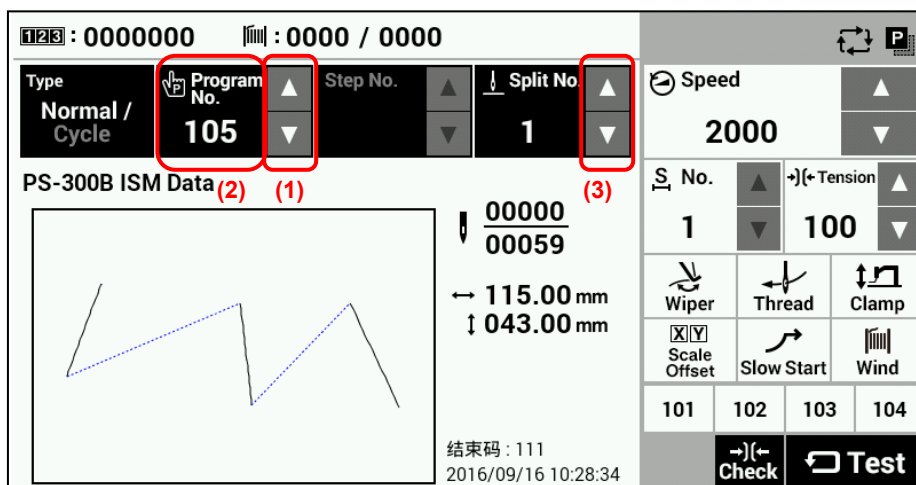 123 : 0000000 : 0000 / 0000
P
Type
Normal /
Cycle
P Program
No.
105
Step No.
Split No.
1
Speed
2000
PS-300B ISM Data
(2)
(1)
(3)
S No.
1
Tension
100
00000
00059
115.00 mm
043.00 mm
Wiper
Thread
Clamp
XY
Scale
Offset
Slow Start
Wind
101 102 103 104
结束码 : 111
2016/09/16 10:28:34
Check
Test